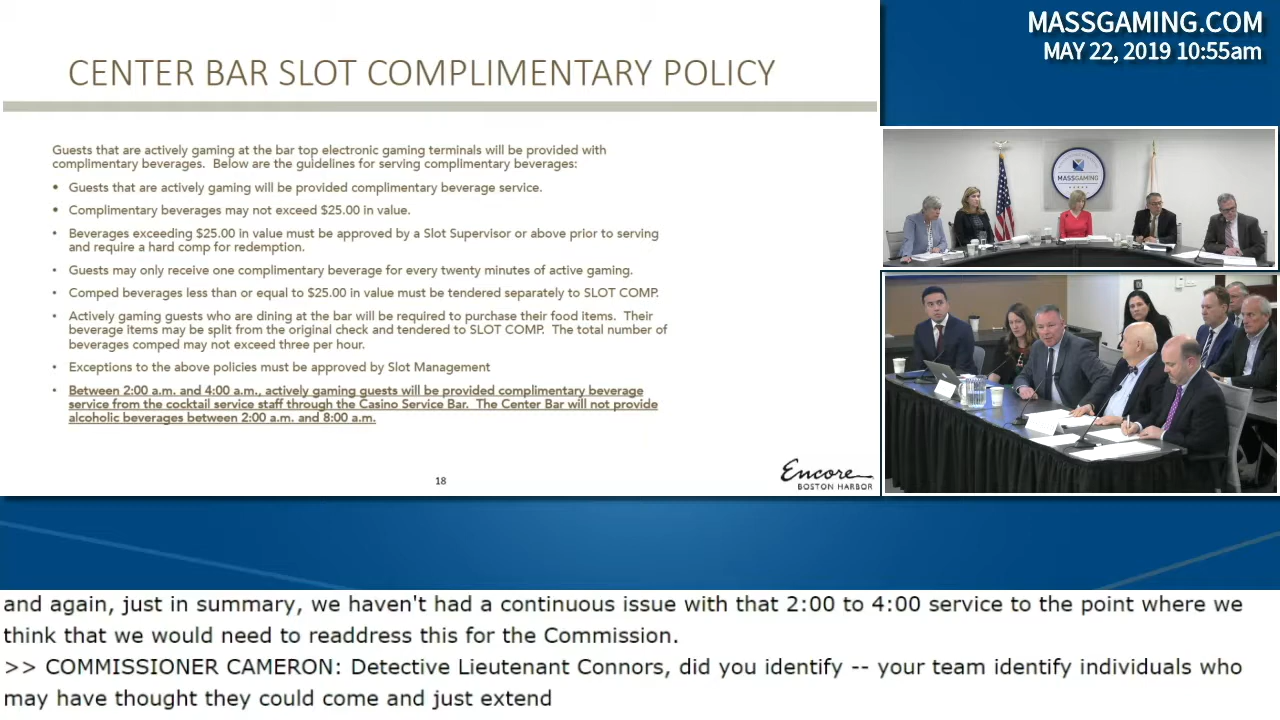 MASSGAMING.COM
MAY 22, 2019 10:55am
CENTER BAR SLOT COMPLIMENTARY POLICY
Guests that are actively gaming at the bar top electronic gaming terminals will be provided with
complimentary beverages. Below are the guidelines for serving complimentary beverages:
• Guests that are actively gaming will be provided complimentary beverage service.
• Complimentary beverages may not exceed $25.00 in value.
• Beverages exceeding $25.00 in value must be approved by a Slot Supervisor or above prior to serving
and require a hard comp for redemption.
• Guests may only receive one complimentary beverage for every twenty minutes of active gaming.
• Comped beverages less than or equal to $25.00 in value must be tendered separately to SLOT COMP.
• Actively gaming guests who are dining at the bar will be required to purchase their food items. Their
beverage items may be split from the original check and tendered to SLOT COMP. The total number of
beverages comped may not exceed three per hour.
• Exceptions to the above policies must be approved by Slot Management
• Between 2:00 a.m. and 4:00 a.m., actively gaming guests will be provided complimentary beverage
service from the cocktail service staff through the Casino Service Bar. The Center Bar will not provide
alcoholic beverages between 2:00 a.m. and 8:00 a.m.
18
Encore
BOSTON HARBOR
MASSGAMING
and again, just in summary, we haven't had a continuous issue with that 2:00 to 4:00 service to the point where we
think that we would need to readdress this for the Commission.
>> COMMISSIONER CAMERON: Detective Lieutenant Connors, did you identify -- your team identify individuals who
may have thought they could come and just extend